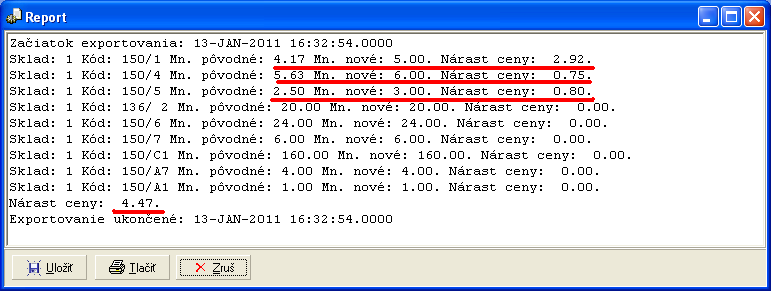 Report
Začiatok exportovania: 13-JAN-2011 16:32:54.0000
Sklad: 1 Kód: 150/1 Mn. pôvodné: 4.17 Mn. nové: 5.00. Nárast ceny:  2.92.
Sklad: 1 Kód: 150/4 Mn. pôvodné: 5.63 Mn. nové: 6.00. Nárast ceny:  0.75.
Sklad: 1 Kód: 150/5 Mn. pôvodné: 2.50 Mn. nové: 3.00. Nárast ceny:  0.80.
Sklad: 1 Kód: 136/ 2 Mn. pôvodné: 20.00 Mn. nové: 20.00. Nárast ceny:  0.00.
Sklad: 1 Kód: 150/6 Mn. pôvodné: 24.00 Mn. nové: 24.00. Nárast ceny:  0.00.
Sklad: 1 Kód: 150/7 Mn. pôvodné: 6.00 Mn. nové: 6.00. Nárast ceny:  0.00.
Sklad: 1 Kód: 150/C1 Mn. pôvodné: 160.00 Mn. nové: 160.00. Nárast ceny:  0.00.
Sklad: 1 Kód: 150/A7 Mn. pôvodné: 4.00 Mn. nové: 4.00. Nárast ceny:  0.00.
Sklad: 1 Kód: 150/A1 Mn. pôvodné: 1.00 Mn. nové: 1.00. Nárast ceny:  0.00.
Nárast ceny:  4.47.
Exportovanie ukončené: 13-JAN-2011 16:32:54.0000
Uložiť Tlačiť Zruš